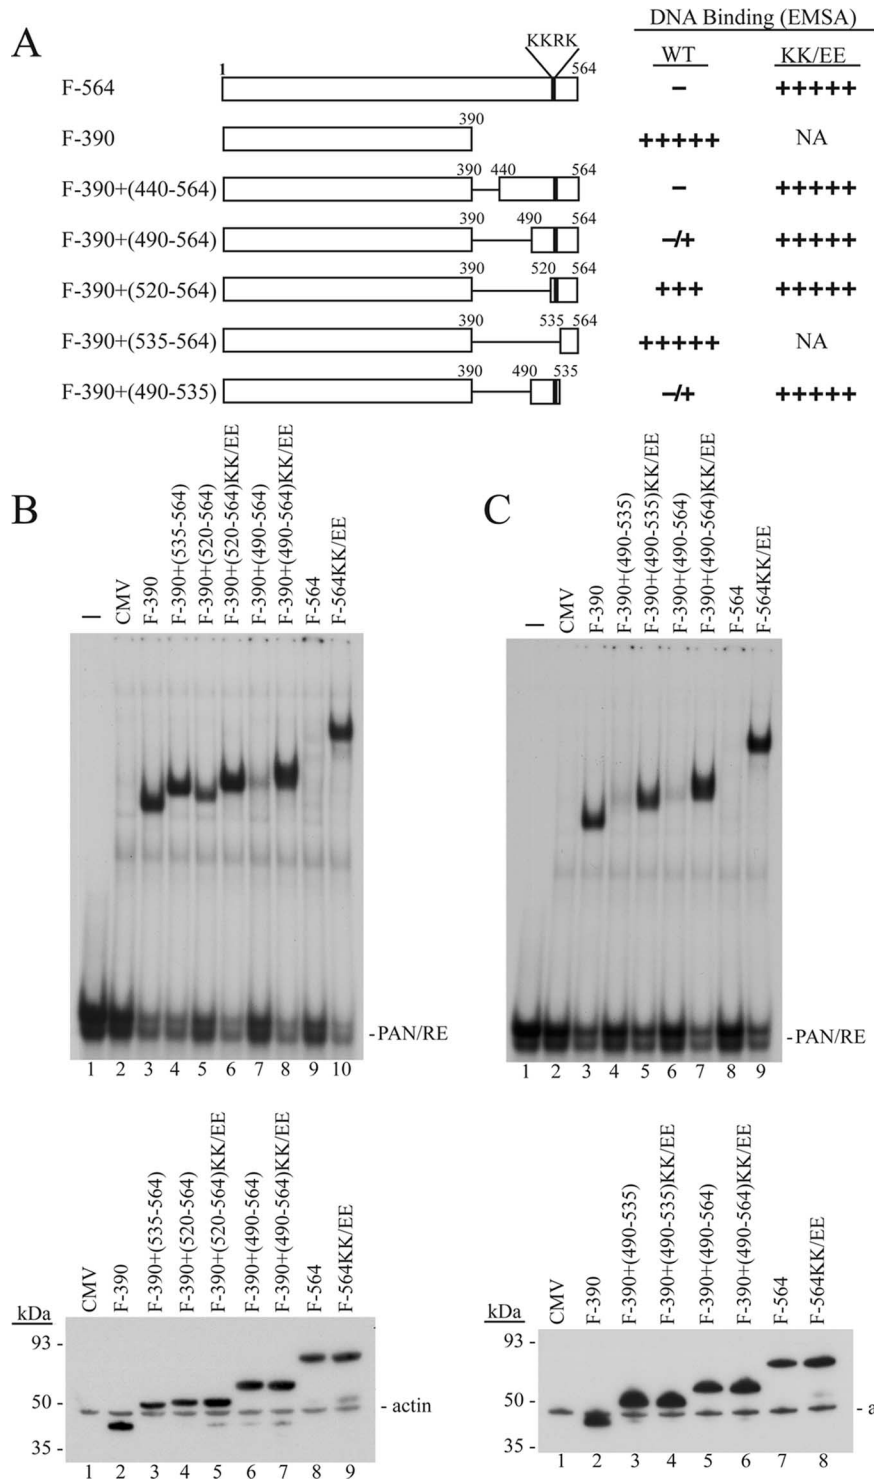 A
DNA Binding (EMSA)
WT KK/EE
KKRK
1 564
F-564 – +++++
390
F-390 +++++ NA
390 440 564
F-390+(440-564) – +++++
390 490 564
F-390+(490-564) –/+ +++++
390 520 564
F-390+(520-564) +++ +++++
390 535 564
F-390+(535-564) +++++ NA
390 490 535
F-390+(490-535) –/+ +++++
B
–
CMV
F-390
F-390+(535-564)
F-390+(520-564)
F-390+(520-564)KK/EE
F-390+(490-564)
F-390+(490-564)KK/EE
F-564
F-564KK/EE
-PAN/RE
1 2 3 4 5 6 7 8 9 10
CMV
F-390
F-390+(535-564)
F-390+(520-564)
F-390+(520-564)KK/EE
F-390+(490-564)
F-390+(490-564)KK/EE
F-564
F-564KK/EE
kDa
93 -
50 -
- actin
35 -
1 2 3 4 5 6 7 8 9
C
–
CMV
F-390
F-390+(490-535)
F-390+(490-535)KK/EE
F-390+(490-564)
F-390+(490-564)KK/EE
F-564
F-564KK/EE
-PAN/RE
1 2 3 4 5 6 7 8 9
CMV
F-390
F-390+(490-535)
F-390+(490-535)KK/EE
F-390+(490-564)
F-390+(490-564)KK/EE
F-564
F-564KK/EE
kDa
93 -
50 -
- a
35 -
1 2 3 4 5 6 7 8